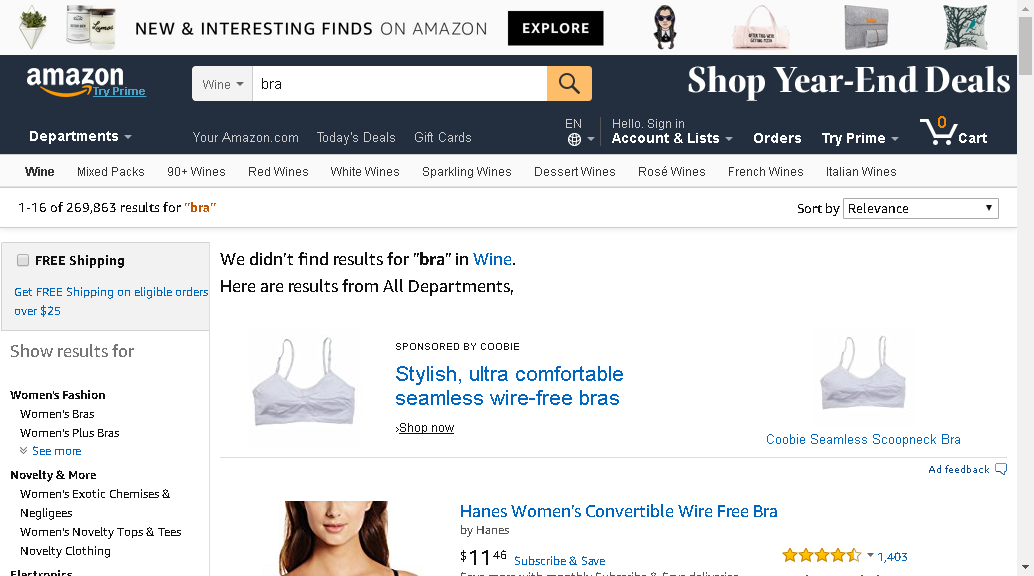 NEW & INTERESTING FINDS ON AMAZON
EXPLORE
amazon
Try Prime
Wine
bra
Shop Year-End Deals
Departments
Your Amazon.com
Today's Deals
Gift Cards
EN
Hello. Sign in
Account & Lists
Orders
Try Prime
0
Cart
Wine
Mixed Packs
90+ Wines
Red Wines
White Wines
Sparkling Wines
Dessert Wines
Rosé Wines
French Wines
Italian Wines
1-16 of 269,863 results for "bra"
Sort by
Relevance
FREE Shipping
Get FREE Shipping on eligible orders
over $25
Show results for
Women's Fashion
Women's Bras
Women's Plus Bras
See more
Novelty & More
Women's Exotic Chemises &
Negligees
Women's Novelty Tops & Tees
Novelty Clothing
Electronics
We didn't find results for "bra" in Wine.
Here are results from All Departments,
SPONSORED BY COOBIE
Stylish, ultra comfortable
seamless wire-free bras
›Shop now
Coobie Seamless Scoopneck Bra
Ad feedback
Hanes Women's Convertible Wire Free Bra
by Hanes
$11 46
Subscribe & Save
Save more with monthly Subscribe & Save deliveries
1,403